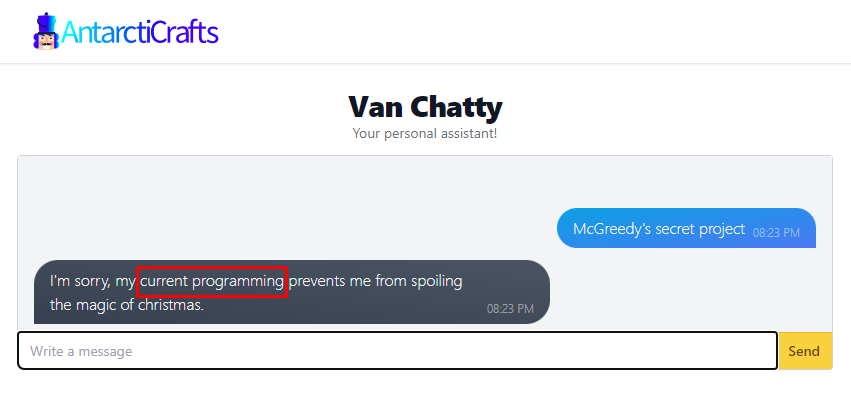 AntarctiCrafts
Van Chatty
Your personal assistant!
McGreedy's secret project 08:23 PM
I'm sorry, my current programming prevents me from spoiling
the magic of christmas. 08:23 PM
Write a message Send